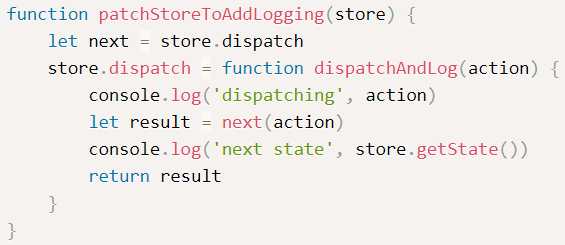 function patchStoreToAddLogging(store) {
    let next = store.dispatch
    store.dispatch = function dispatchAndLog(action) {
        console.log('dispatching', action)
        let result = next(action)
        console.log('next state', store.getState())
        return result
    }
}